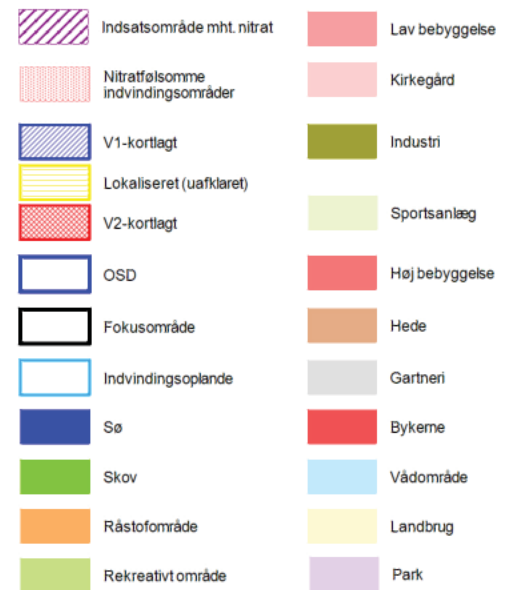 Indsatsområde mht. nitrat
Nitratfølsomme
indvindingsområder
V1-kortlagt
Lokaliseret (uafklaret)
V2-kortlagt
OSD
Fokusområde
Indvindingsoplande
Sø
Skov
Råstofområde
Rekreativt område
Lav bebyggelse
Kirkegård
Industri
Sportsanlæg
Høj bebyggelse
Hede
Gartneri
Bykerne
Vådområde
Landbrug
Park